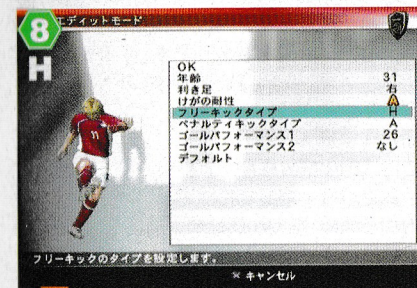 8
エディットモード
H
OK
年齢 31
利き足 右
けがの耐性 A
フリーキックタイプ H
ペナルティキックタイプ A
ゴールパフォーマンス1 26
ゴールパフォーマンス2 なし
デフォルト
11
フリーキックのタイプを設定します。
× キャンセル